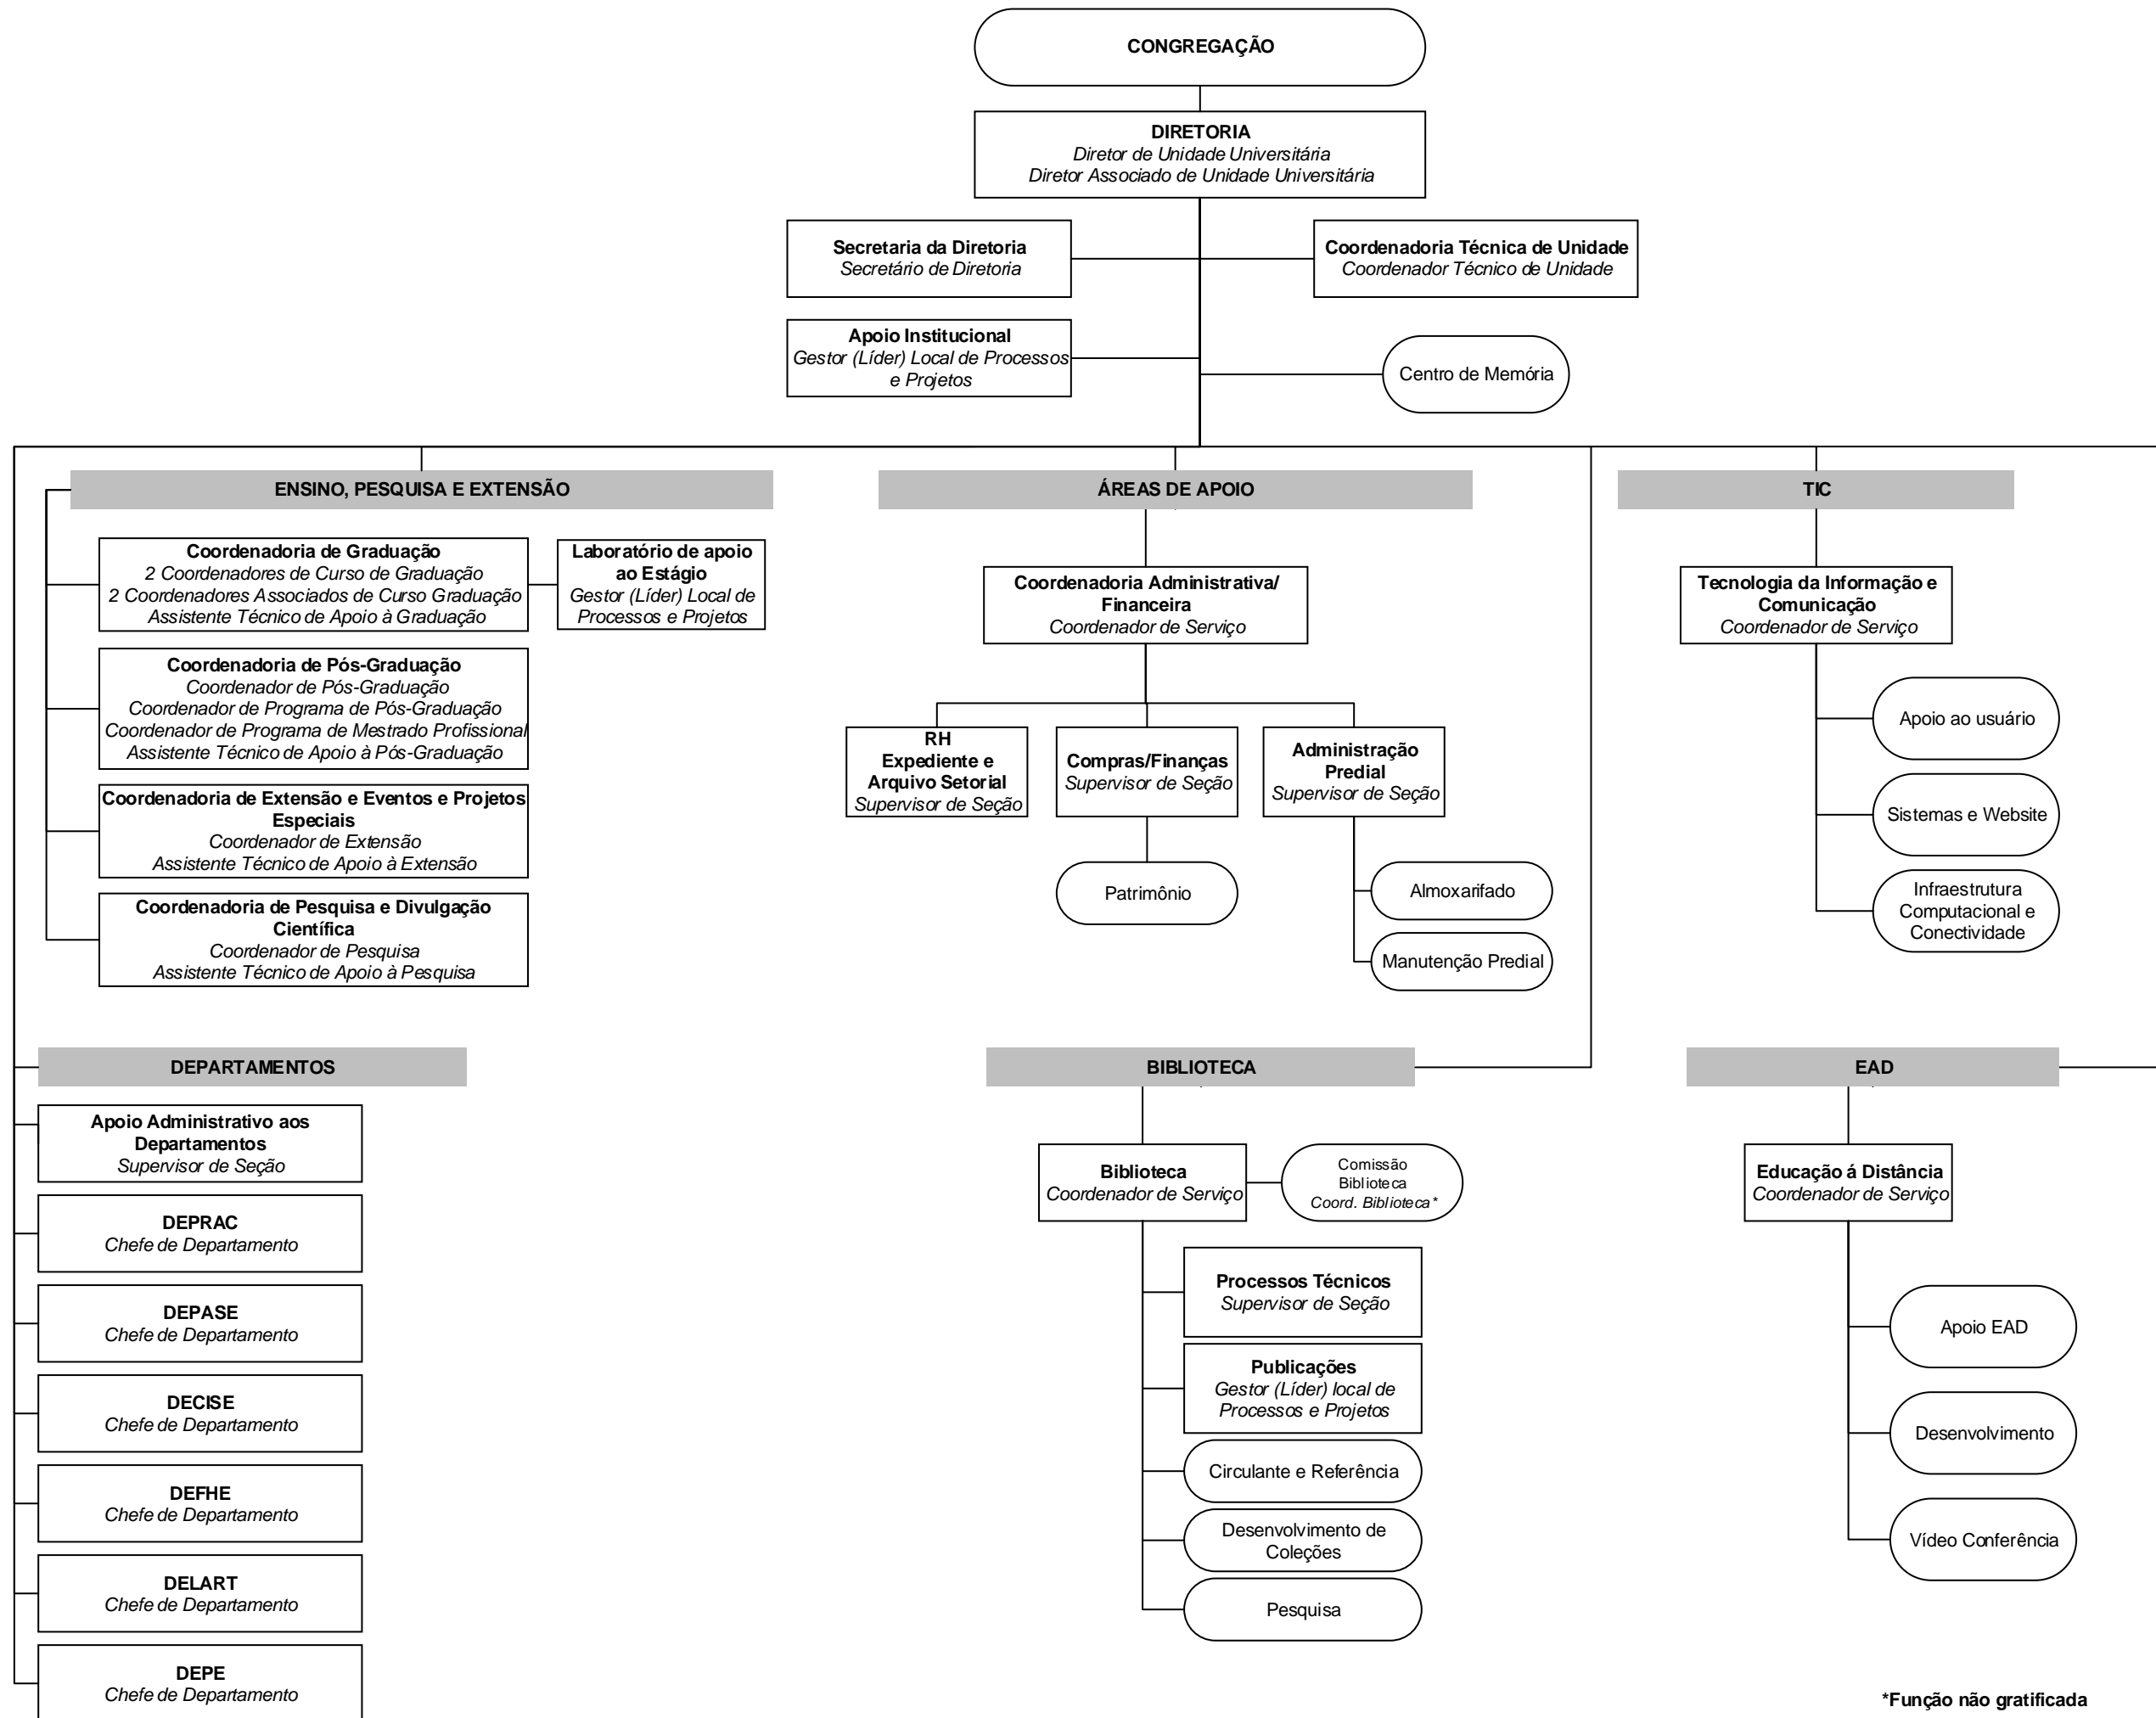 CONGREGAÇÃO
DIRETORIA
Diretor de Unidade Universitária
Diretor Associado de Unidade Universitária
Secretaria da Diretoria
Secretário de Diretoria
Coordenadoria Técnica de Unidade
Coordenador Técnico de Unidade
Apoio Institucional
Gestor (Líder) Local de Processos
e Projetos
Centro de Memória
ENSINO, PESQUISA E EXTENSÃO
Coordenadoria de Graduação
2 Coordenadores de Curso de Graduação
2 Coordenadores Associados de Curso Graduação
Assistente Técnico de Apoio à Graduação
Laboratório de apoio
ao Estágio
Gestor (Líder) Local de
Processos e Projetos
Coordenadoria de Pós-Graduação
Coordenador de Pós-Graduação
Coordenador de Programa de Pós-Graduação
Coordenador de Programa de Mestrado Profissional
Assistente Técnico de Apoio à Pós-Graduação
Coordenadoria de Extensão e Eventos e Projetos
Especiais
Coordenador de Extensão
Assistente Técnico de Apoio à Extensão
Coordenadoria de Pesquisa e Divulgação
Científica
Coordenador de Pesquisa
Assistente Técnico de Apoio à Pesquisa
ÁREAS DE APOIO
Coordenadoria Administrativa/
Financeira
Coordenador de Serviço
RH
Expediente e
Arquivo Setorial
Supervisor de Seção
Compras/Finanças
Supervisor de Seção
Administração
Predial
Supervisor de Seção
Patrimônio
Almoxarifado
Manutenção Predial
TIC
Tecnologia da Informação e
Comunicação
Coordenador de Serviço
Apoio ao usuário
Sistemas e Website
Infraestrutura
Computacional e
Conectividade
DEPARTAMENTOS
Apoio Administrativo aos
Departamentos
Supervisor de Seção
DEPRAC
Chefe de Departamento
DEPASE
Chefe de Departamento
DECISE
Chefe de Departamento
DEFHE
Chefe de Departamento
DELART
Chefe de Departamento
DEPE
Chefe de Departamento
BIBLIOTECA
Biblioteca
Coordenador de Serviço
Comissão
Biblioteca
Coord. Biblioteca*
Processos Técnicos
Supervisor de Seção
Publicações
Gestor (Líder) local de
Processos e Projetos
Circulante e Referência
Desenvolvimento de
Coleções
Pesquisa
EAD
Educação á Distância
Coordenador de Serviço
Apoio EAD
Desenvolvimento
Vídeo Conferência
*Função não gratificada